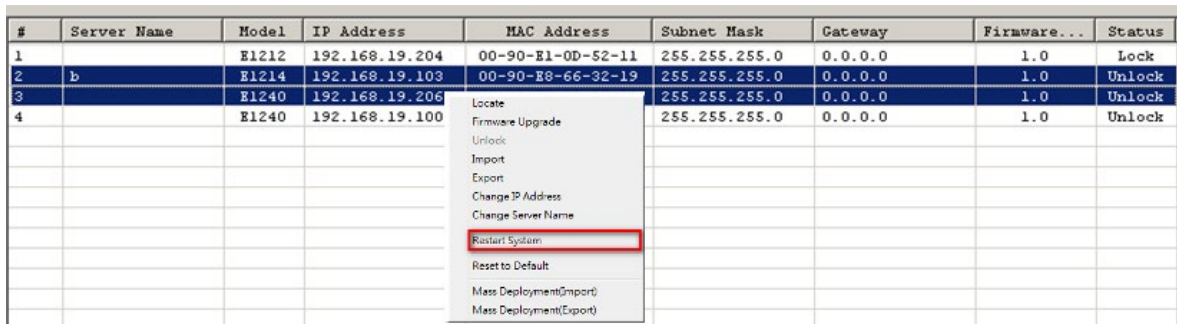 # Server Name Model IP Address MAC Address Subnet Mask Gateway Firmware... Status
1 E1212 192.168.19.204 00-90-E1-0D-52-11 255.255.255.0 0.0.0.0 1.0 Lock
2 b E1214 192.168.19.103 00-90-E8-66-32-19 255.255.255.0 0.0.0.0 1.0 Unlock
3 E1240 192.168.19.206 255.255.255.0 0.0.0.0 1.0 Unlock
4 E1240 192.168.19.100 255.255.255.0 0.0.0.0 1.0 Unlock
Locate
Firmware Upgrade
Unlock
Import
Export
Change IP Address
Change Server Name
Restart System
Reset to Default
Mass Deployment(Import)
Mass Deployment(Export)